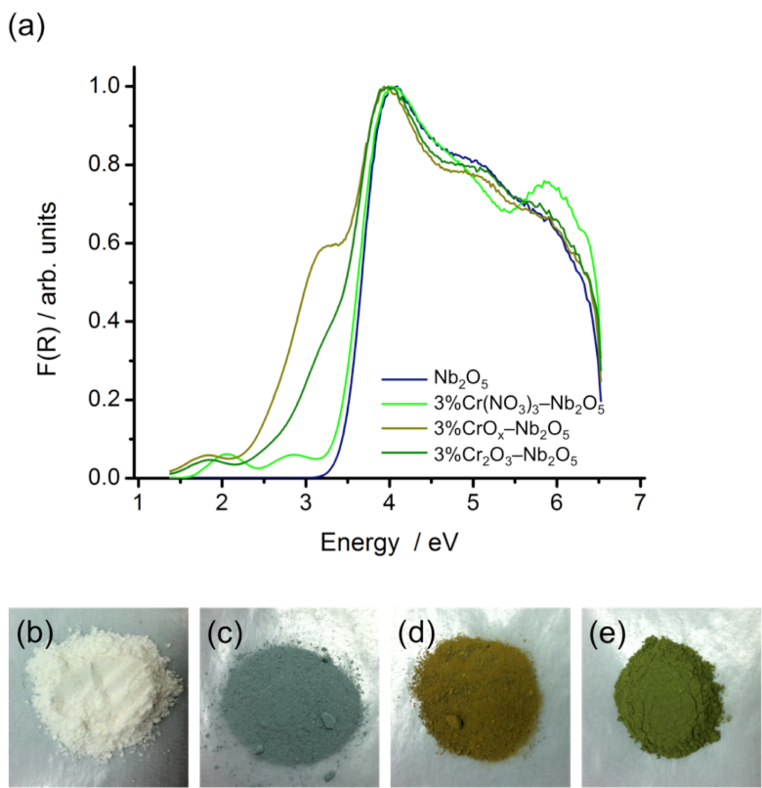 (a)
1.0
0.8
0.6
0.4
0.2
0.0
F(R) / arb. units
Nb₂O₅
3%Cr(NO₃)₃–Nb₂O₅
3%CrOₓ–Nb₂O₅
3%Cr₂O₃–Nb₂O₅
1 2 3 4 5 6 7
Energy / eV
(b) (c) (d) (e)